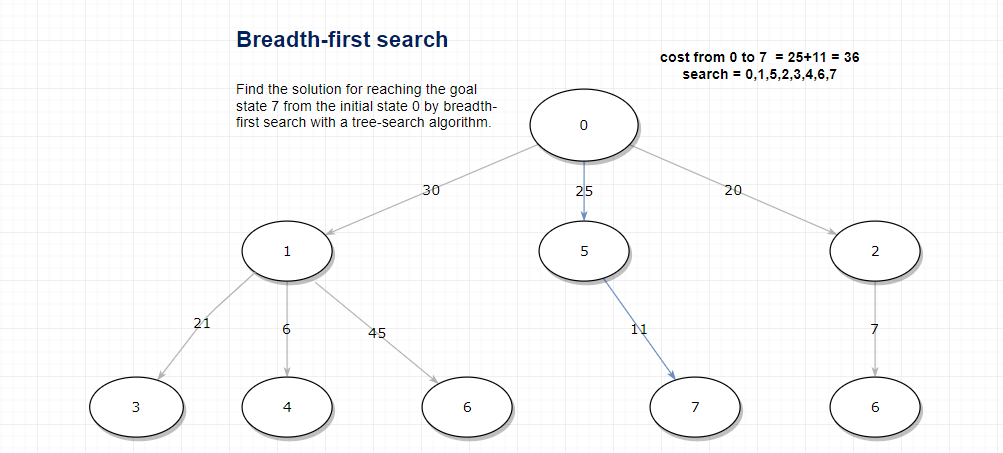 Breadth-first search
cost from 0 to 7 = 25+11 = 36
search = 0,1,5,2,3,4,6,7
Find the solution for reaching the goal
state 7 from the initial state 0 by breadth-
first search with a tree-search algorithm.
0
30
25
20
1
5
2
21
6
45
11
7
3
4
6
7
6